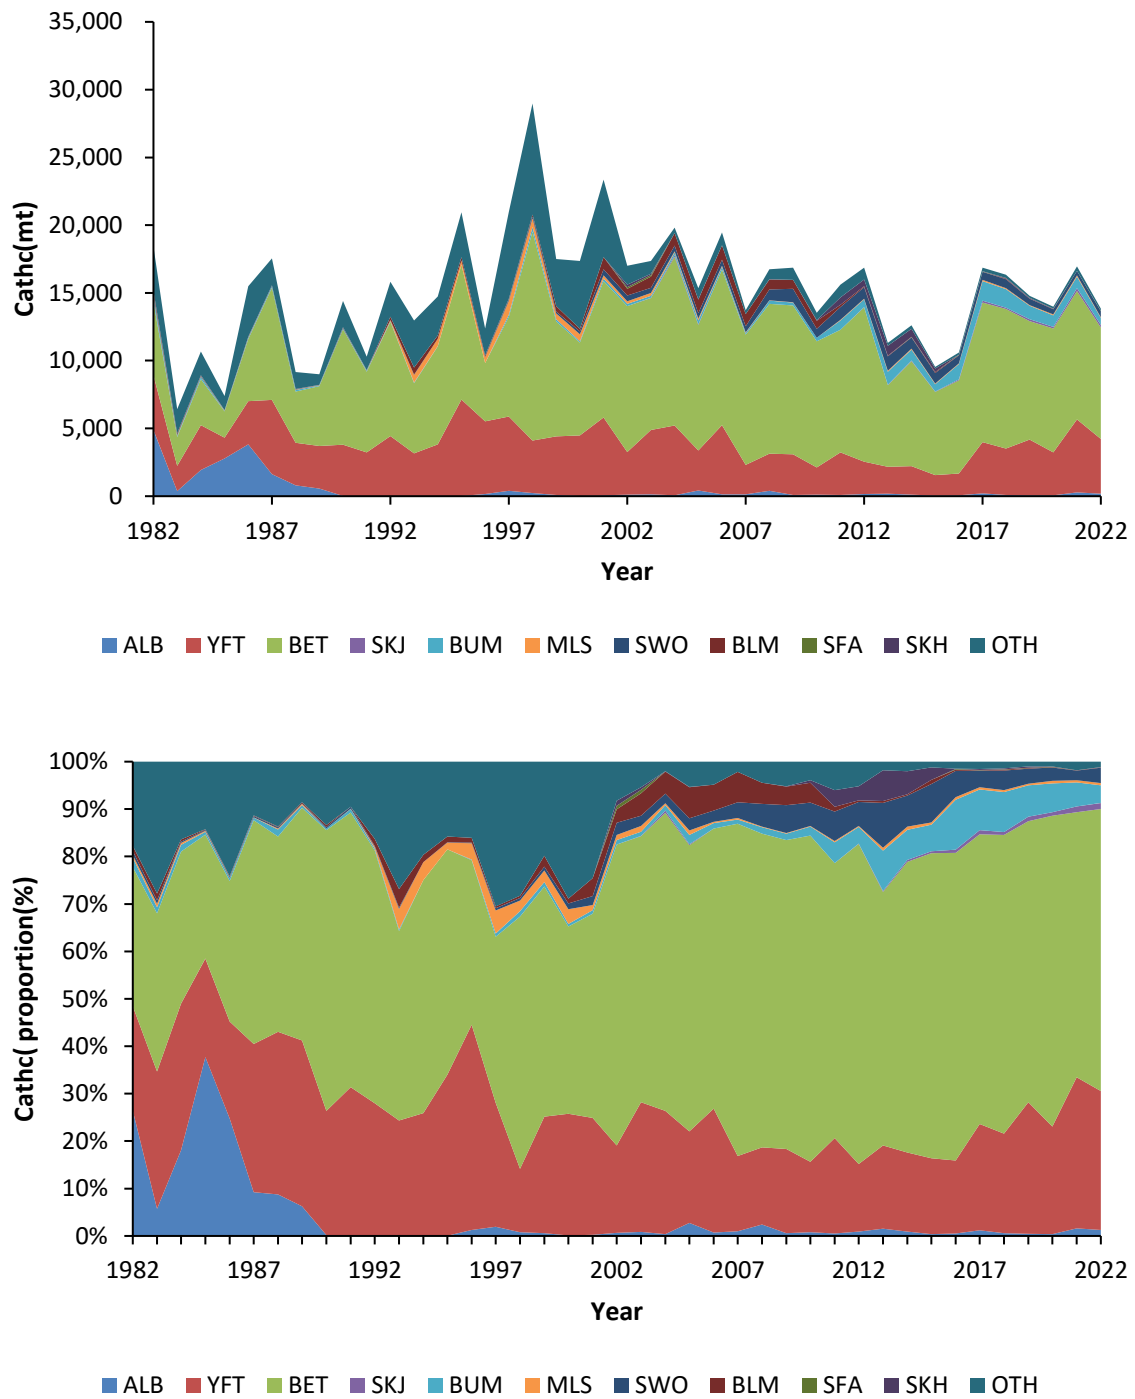 Cathc(mt)
35,000
30,000
25,000
20,000
15,000
10,000
5,000
0
1982 1987 1992 1997 2002 2007 2012 2017 2022
Year
ALB YFT BET SKJ BUM MLS SWO BLM SFA SKH OTH
Cathc( proportion(%)
100%
90%
80%
70%
60%
50%
40%
30%
20%
10%
0%
1982 1987 1992 1997 2002 2007 2012 2017 2022
Year
ALB YFT BET SKJ BUM MLS SWO BLM SFA SKH OTH